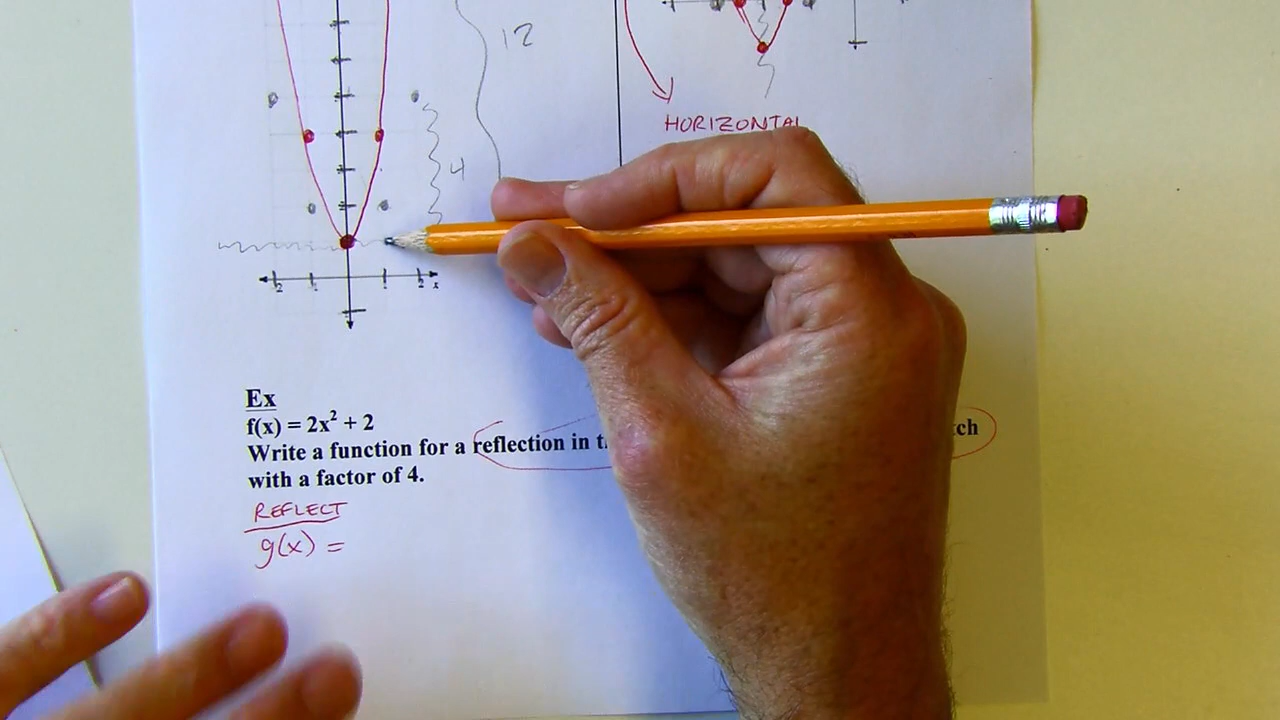 12
HORIZONTAL
4
2 1 1 2 x
Ex
f(x) = 2x² + 2
Write a function for a reflection in
with a factor of 4.
REFLECT
g(x) =